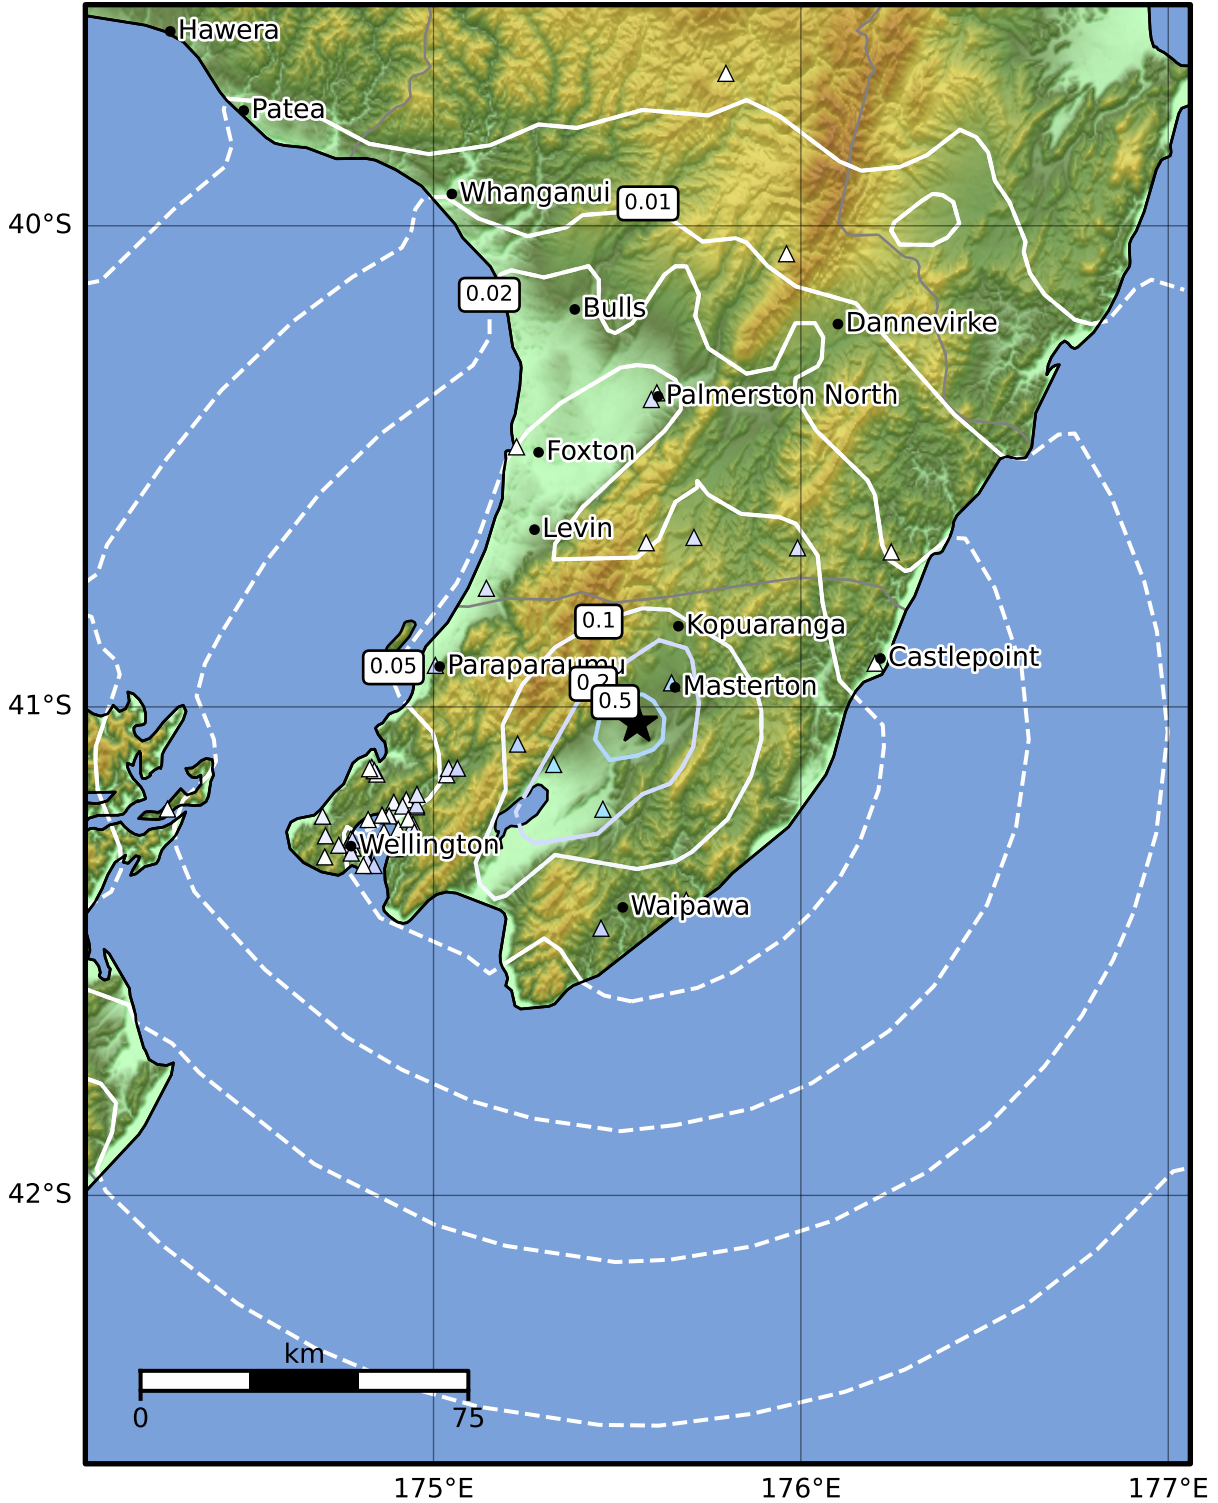 Hawera
Patea
Whanganui
0.01
40°S
0.02
Bulls
Dannevirke
Palmerston North
Foxton
Levin
0.1
Kopuaranga
0.05
Paraparaumu
Castlepoint
0.2
Masterton
0.5
41°S
Wellington
Waipawa
42°S
km
0
75
175°E
176°E
177°E